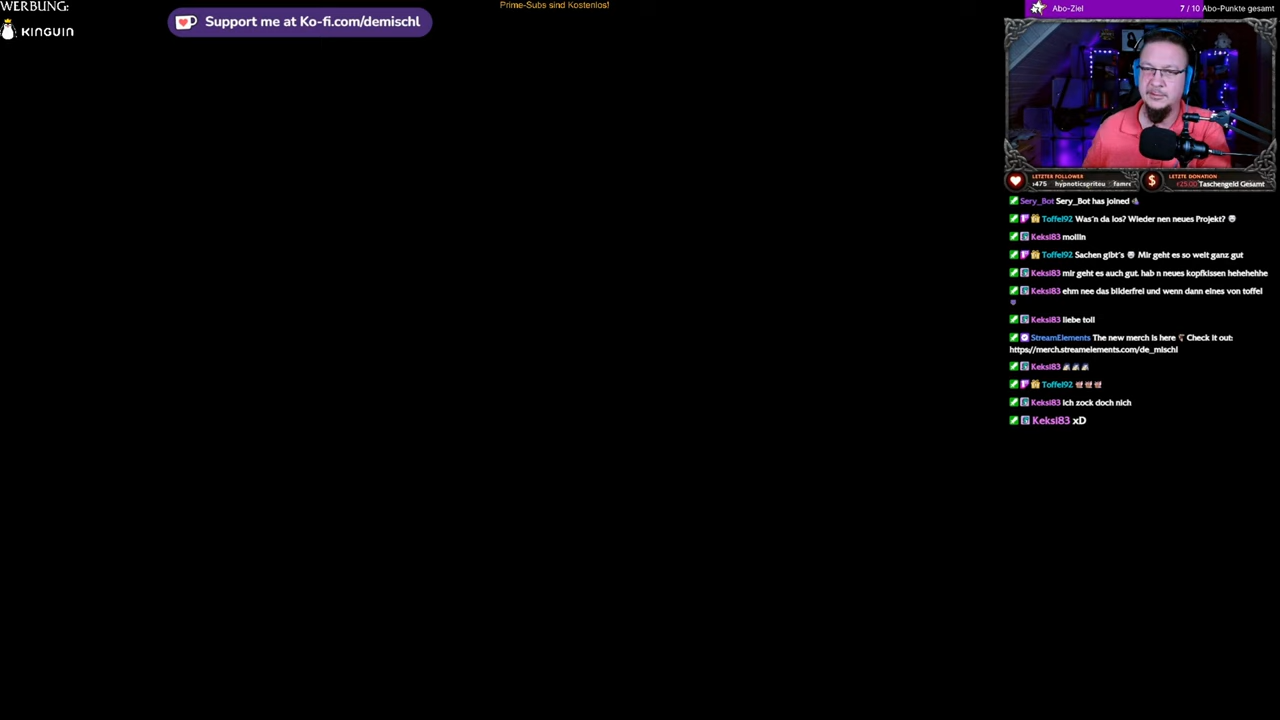 WERBUNG:
KINGUIN
Support me at Ko-fi.com/demischl
Prime-Subs sind Kostenlos!
Abo-Ziel
7 / 10 Abo-Punkte gesamt
LETZTER FOLLOWER
hypnoticspriteu
LETZTE DONATION
Taschengeld Gesamt
Sery_Bot Sery_Bot has joined
Toffel92 Was'n da los? Wieder nen neues Projekt?
Keksi83 mollin
Toffel92 Sachen gibt's Mir geht es so weit ganz gut
Keksi83 mir geht es auch gut. hab n neues kopfkissen hehehehhe
Keksi83 ehm nee das bilderfrei und wenn dann eines von toffel
Keksi83 liebe toll
StreamElements The new merch is here Check it out:
https://merch.streamelements.com/de_mischl
Keksi83
Toffel92
Keksi83 ich zock doch nich
Keksi83 xD